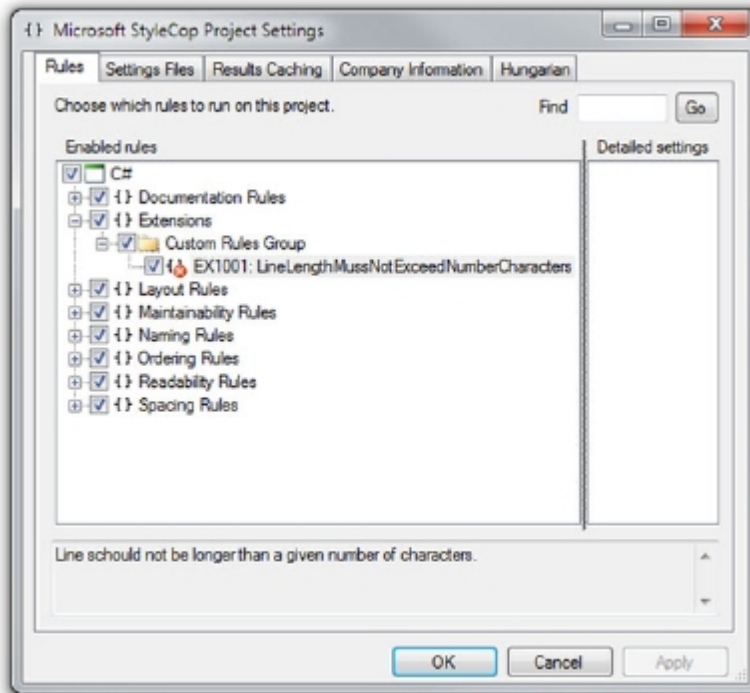 {} Microsoft StyleCop Project Settings
Rules Settings Files Results Caching Company Information Hungarian
Choose which rules to run on this project. Find Go
Enabled rules Detailed settings
C#
{} Documentation Rules
{} Extensions
Custom Rules Group
EX1001: LineLengthMussNotExceedNumberCharacters
{} Layout Rules
{} Maintainability Rules
{} Naming Rules
{} Ordering Rules
{} Readability Rules
{} Spacing Rules
Line schould not be longer than a given number of characters.
OK Cancel Apply